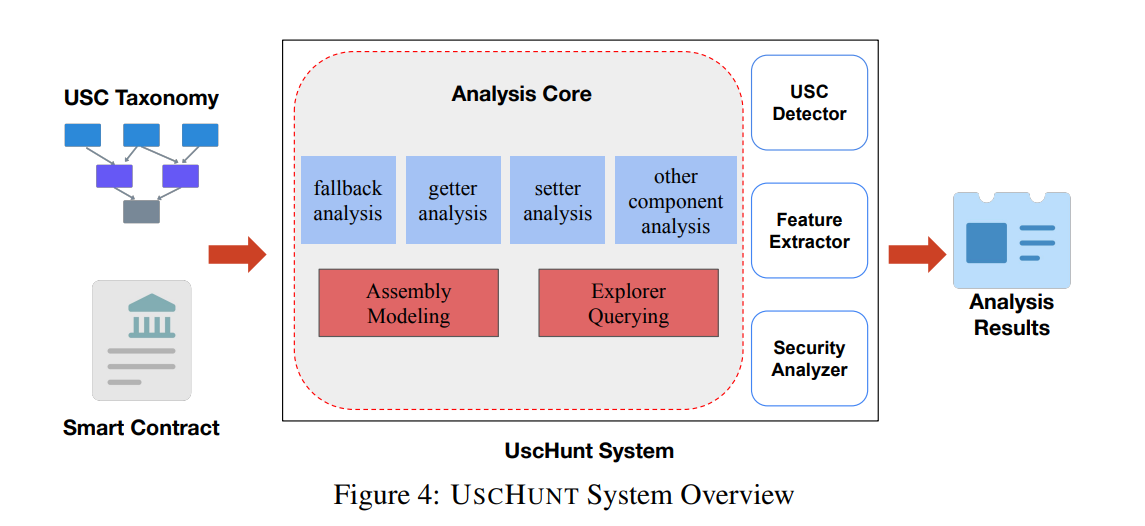 USC Taxonomy
Smart Contract
Analysis Core
fallback
analysis
getter
analysis
setter
analysis
other
component
analysis
Assembly
Modeling
Explorer
Querying
USC
Detector
Feature
Extractor
Security
Analyzer
UscHunt System
Analysis
Results
Figure 4: USCHUNT System Overview